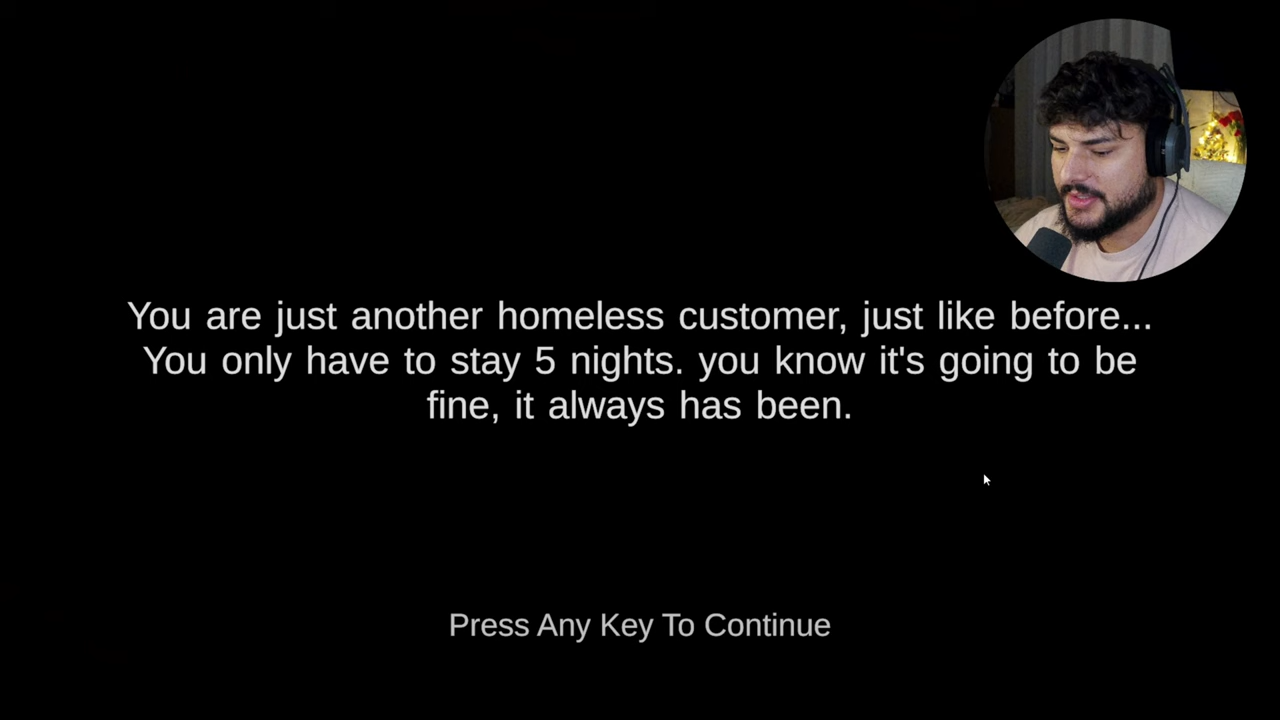 You are just another homeless customer, just like before...
You only have to stay 5 nights. you know it's going to be
fine, it always has been.
Press Any Key To Continue